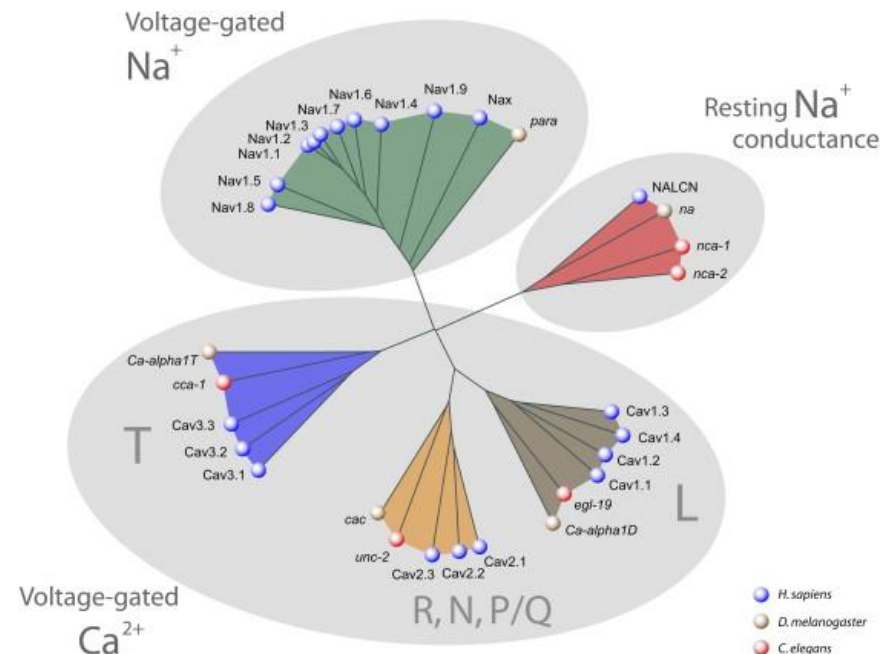 Voltage-gated
Na⁺
Nav1.9
Nav1.6
Nax
Nav1.4
Nav1.7
para
Nav1.3
Nav1.2
Nav1.1
Nav1.5
Nav1.8
Resting Na⁺
conductance
NALCN
na
nca-1
nca-2
Ca-alpha1T
cca-1
Cav3.3
Cav3.2
Cav3.1
T
Cav1.3
Cav1.4
Cav1.2
Cav1.1
egl-19
Ca-alpha1D
L
cac
unc-2
Cav2.3
Cav2.2
Cav2.1
R, N, P/Q
Voltage-gated
Ca²⁺
H. sapiens
D. melanogaster
C. elegans